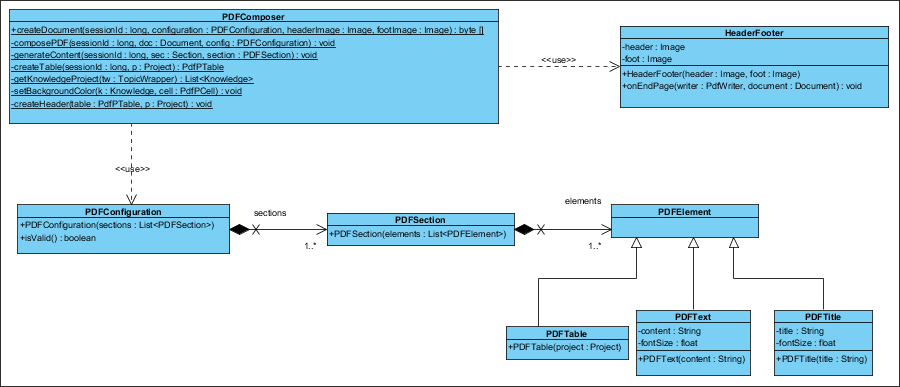 PDFComposer
+createDocument(sessionId : long, configuration : PDFConfiguration, headerImage : Image, footImage : Image) : byte []
-composePDF(sessionId : long, doc : Document, config : PDFConfiguration) : void
-generateContent(sessionId : long, sec : Section, section : PDFSection) : void
-createTable(sessionId : long, p : Project) : PdfPTable
-getKnowledgeProject(tw : TopicWrapper) : List<Knowledge>
-setBackgroundColor(k : Knowledge, cell : PdfPCell) : void
-createHeader(table : PdfPTable, p : Project) : void
<<use>>
HeaderFooter
-header : Image
-foot : Image
+HeaderFooter(header : Image, foot : Image)
+onEndPage(writer : PdfWriter, document : Document) : void
<<use>>
PDFConfiguration
+PDFConfiguration(sections : List<PDFSection>)
+isValid() : boolean
sections
1..*
PDFSection
+PDFSection(elements : List<PDFElement>)
elements
1..*
PDFElement
PDFTable
+PDFTable(project : Project)
PDFText
-content : String
-fontSize : float
+PDFText(content : String)
PDFTitle
-title : String
-fontSize : float
+PDFTitle(title : String)